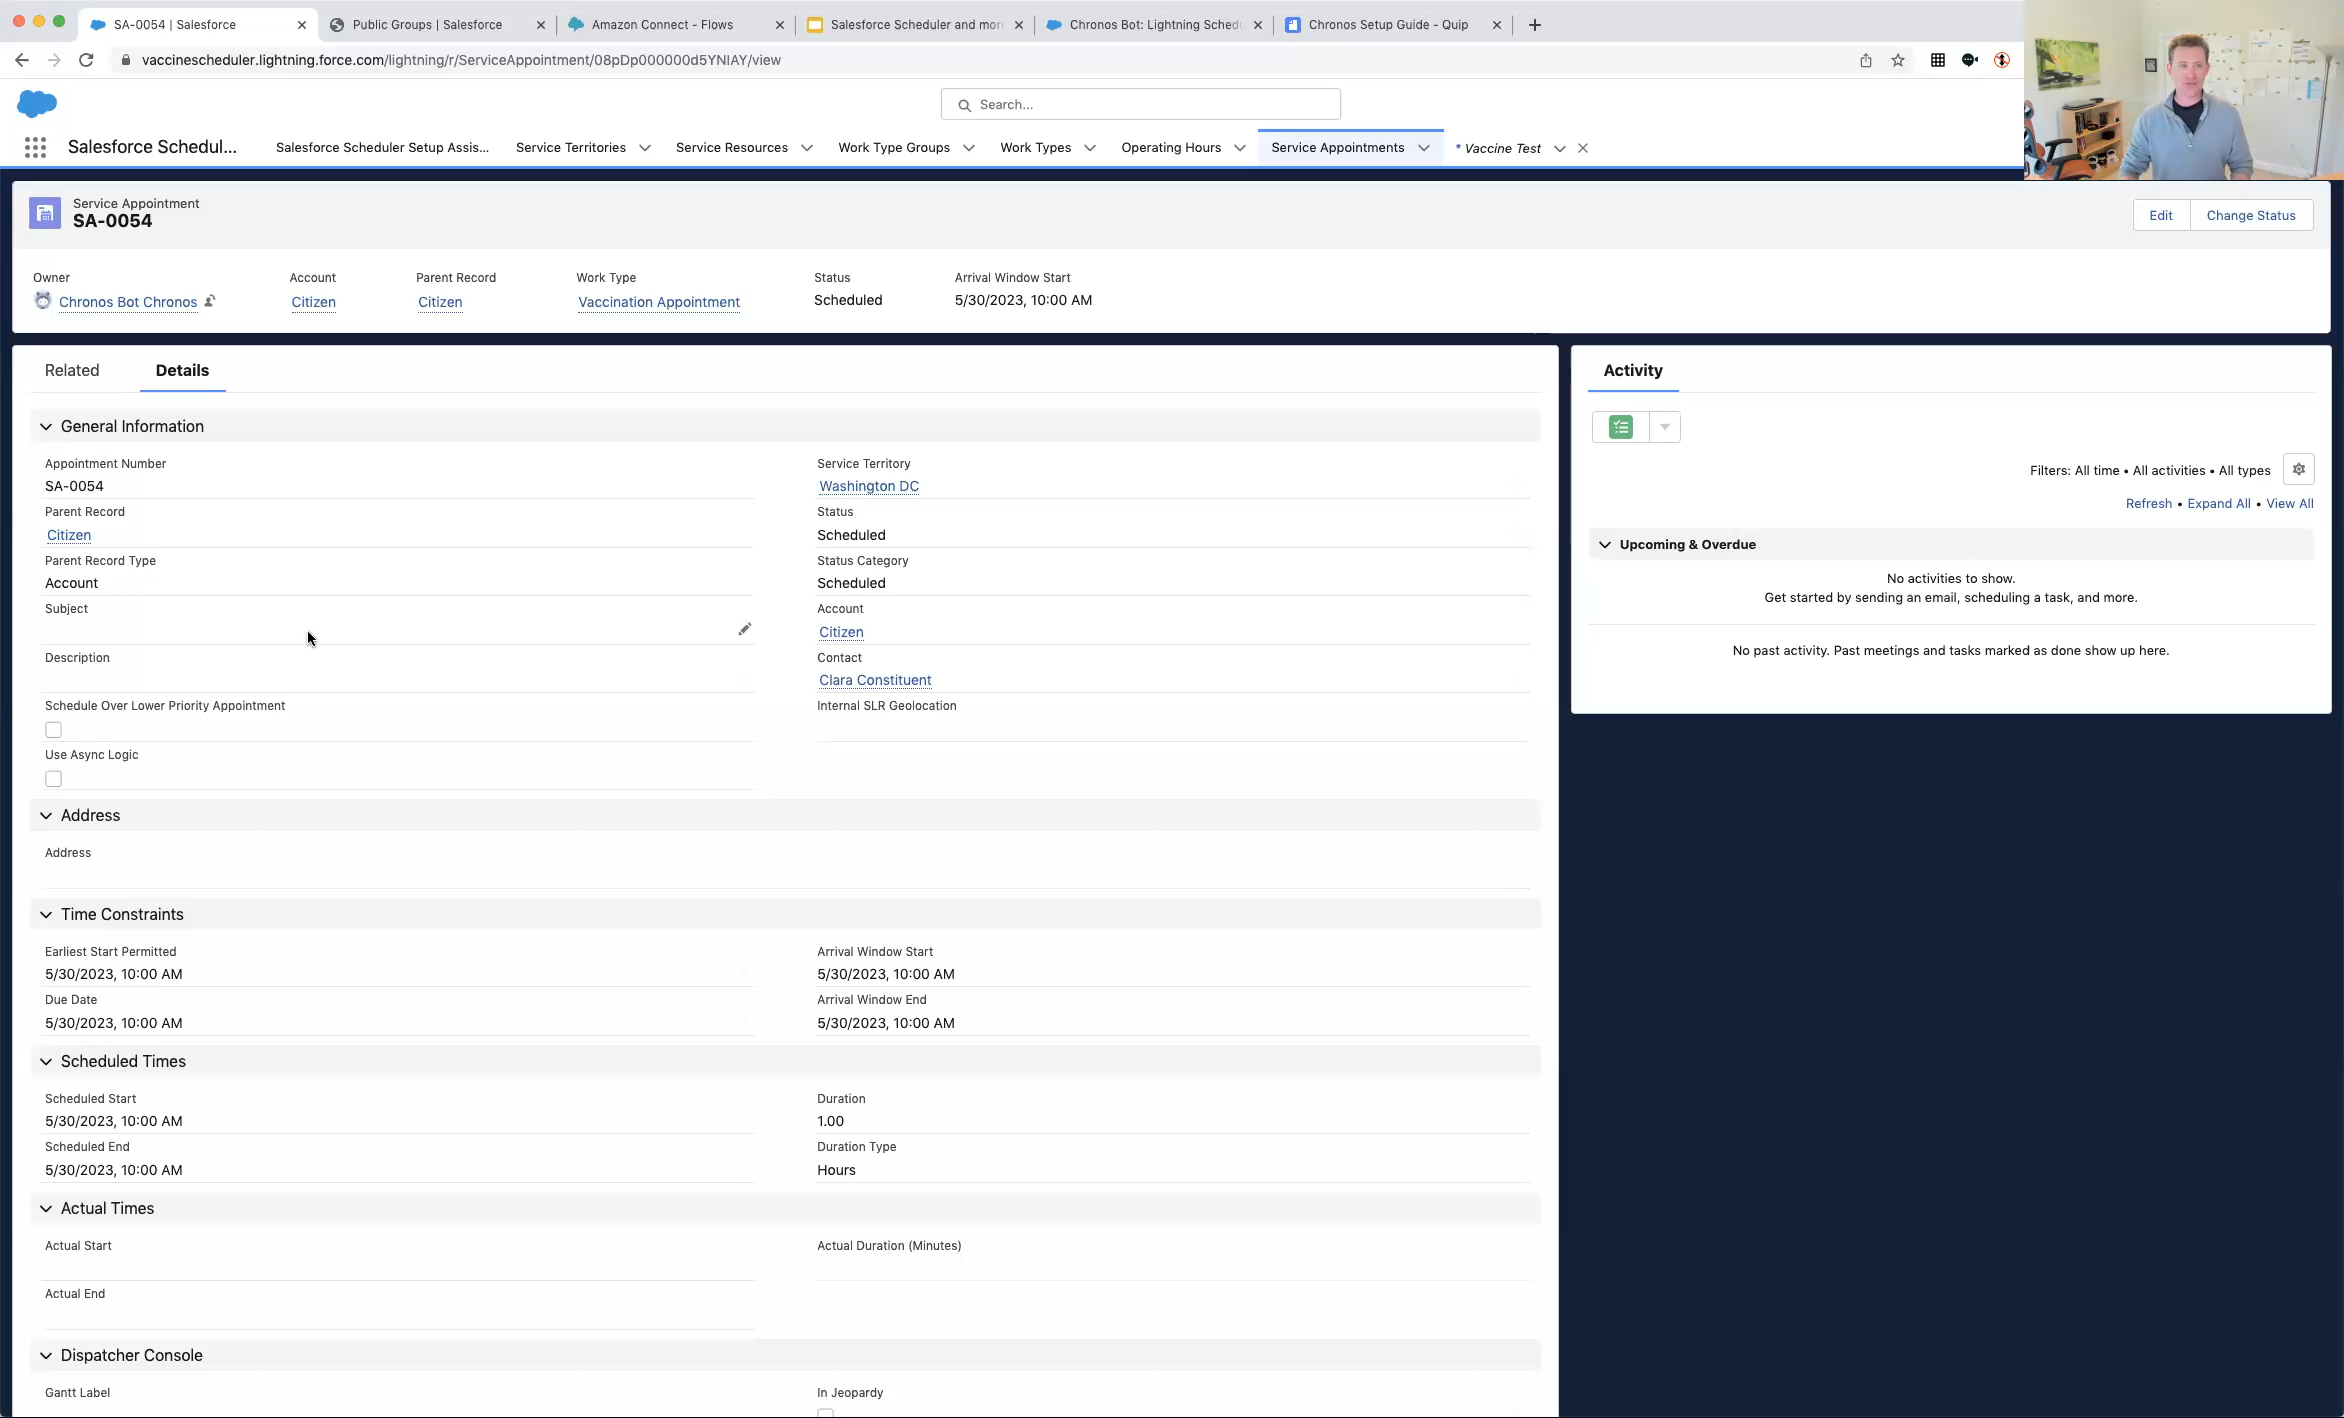 SA-0054 | Salesforce
Public Groups | Salesforce
Amazon Connect - Flows
Salesforce Scheduler and mor
Chronos Bot: Lightning Sched
Chronos Setup Guide - Quip
vaccinescheduler.lightning.force.com/lightning/r/ServiceAppointment/08pDp000000d5YNIAY/view
Search...
Salesforce Schedul...
Salesforce Scheduler Setup Assis...
Service Territories
Service Resources
Work Type Groups
Work Types
Operating Hours
Service Appointments
* Vaccine Test
Service Appointment
SA-0054
Edit
Change Status
Owner
Account
Parent Record
Work Type
Status
Arrival Window Start
Chronos Bot Chronos
Citizen
Citizen
Vaccination Appointment
Scheduled
5/30/2023, 10:00 AM
Related
Details
General Information
Appointment Number
SA-0054
Service Territory
Washington DC
Parent Record
Citizen
Status
Scheduled
Parent Record Type
Account
Status Category
Scheduled
Subject
Account
Citizen
Description
Contact
Clara Constituent
Schedule Over Lower Priority Appointment
Internal SLR Geolocation
Use Async Logic
Address
Address
Time Constraints
Earliest Start Permitted
5/30/2023, 10:00 AM
Arrival Window Start
5/30/2023, 10:00 AM
Due Date
5/30/2023, 10:00 AM
Arrival Window End
5/30/2023, 10:00 AM
Scheduled Times
Scheduled Start
5/30/2023, 10:00 AM
Duration
1.00
Scheduled End
5/30/2023, 10:00 AM
Duration Type
Hours
Actual Times
Actual Start
Actual Duration (Minutes)
Actual End
Dispatcher Console
Gantt Label
In Jeopardy
Activity
Filters: All time • All activities • All types
Refresh • Expand All • View All
Upcoming & Overdue
No activities to show.
Get started by sending an email, scheduling a task, and more.
No past activity. Past meetings and tasks marked as done show up here.